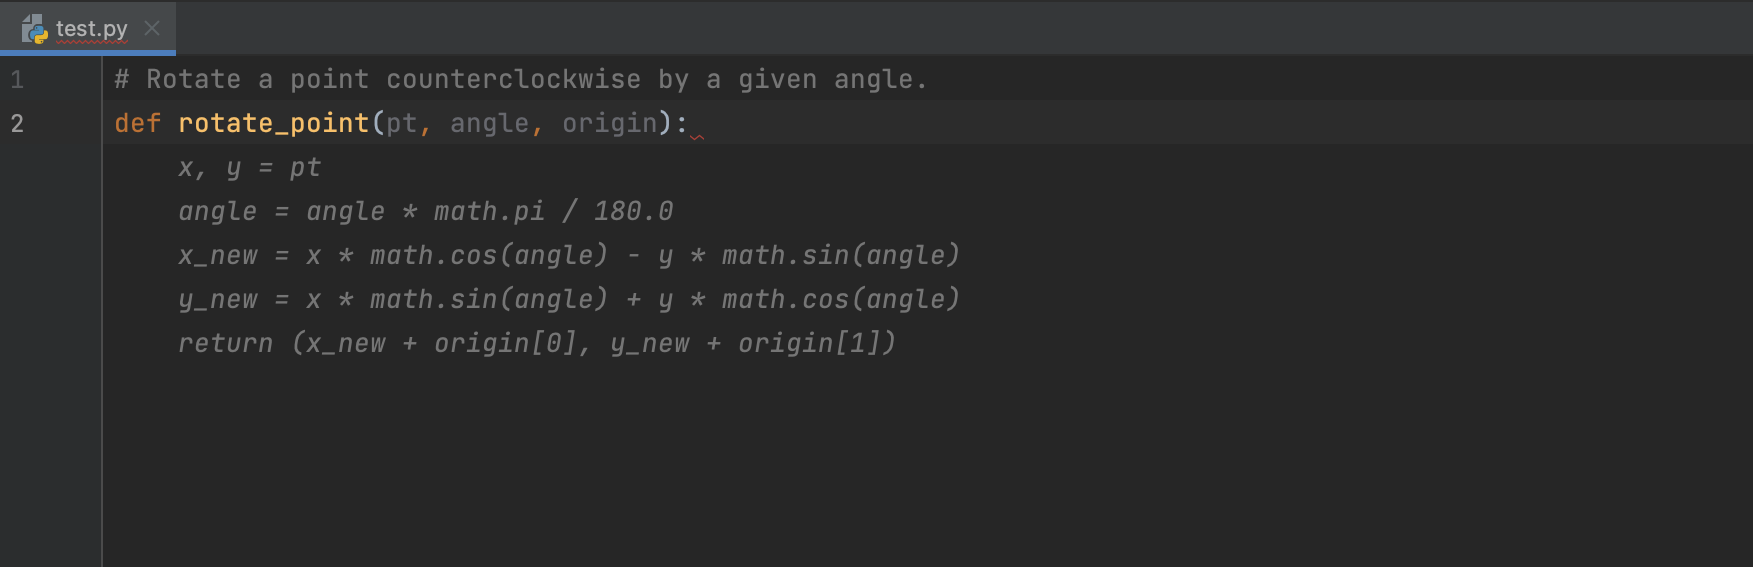 test.py
1 # Rotate a point counterclockwise by a given angle.
2 def rotate_point(pt, angle, origin):
x, y = pt
angle = angle * math.pi / 180.0
x_new = x * math.cos(angle) - y * math.sin(angle)
y_new = x * math.sin(angle) + y * math.cos(angle)
return (x_new + origin[0], y_new + origin[1])